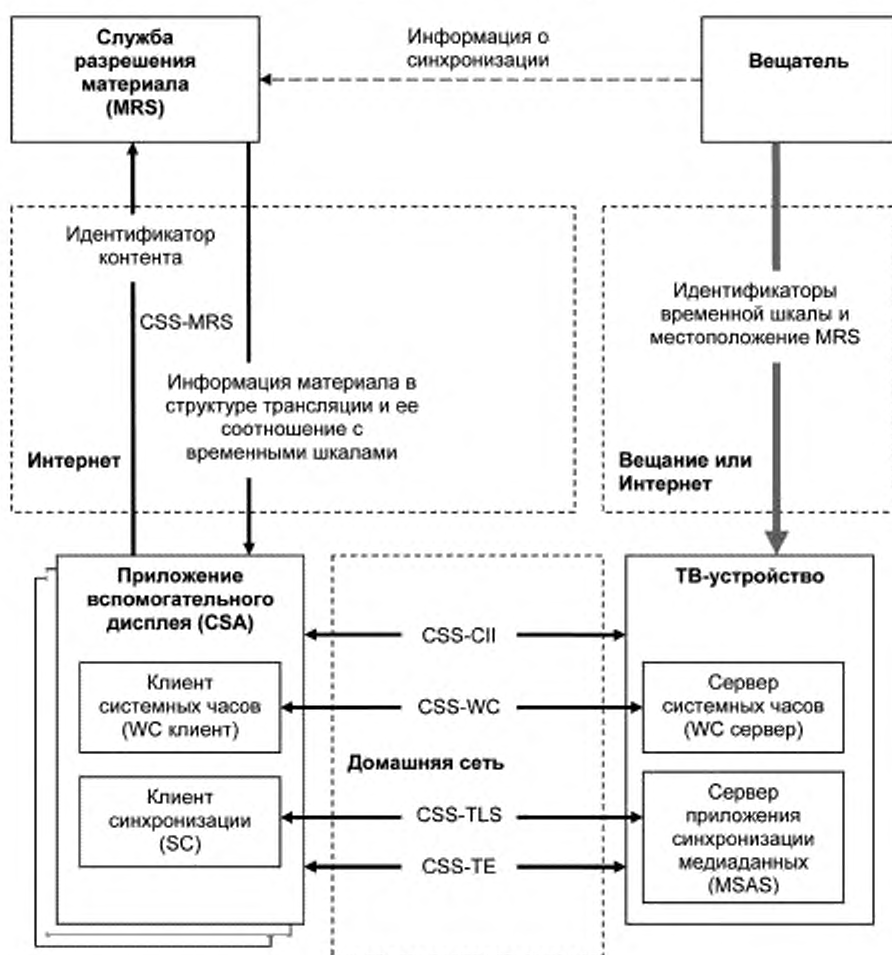 Служба
разрешения
материала
(MRS)
Информация о
синхронизации
Вещатель
Идентификатор
контента
CSS-MRS
Информация материала в
структуре трансляции и ее
соотношение с
временными шкалами
Интернет
Идентификаторы
временной шкалы и
местоположение MRS
Вещание или
Интернет
Приложение
вспомогательного
дисплея (CSA)
Клиент
системных часов
(WC клиент)
Клиент
синхронизации
(SC)
CSS-CII
CSS-WC
Домашняя сеть
CSS-TLS
CSS-TE
ТВ-устройство
Сервер
системных часов
(WC сервер)
Сервер
приложения
синхронизации
медиаданных
(MSAS)